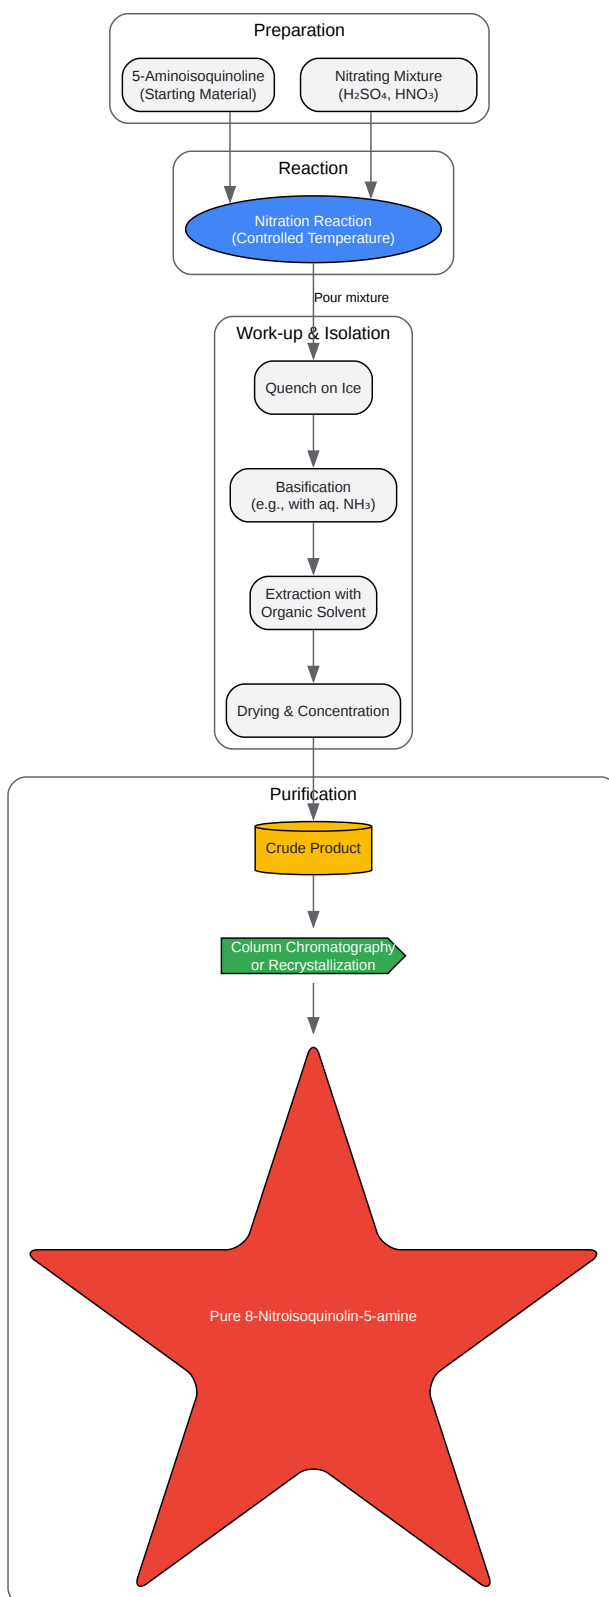 Preparation
5-Aminoisoquinoline
(Starting Material)
Nitrating Mixture
(H₂SO₄, HNO₃)
Reaction
Nitration Reaction
(Controlled Temperature)
Pour mixture
Work-up & Isolation
Quench on Ice
Basification
(e.g., with aq. NH₃)
Extraction with
Organic Solvent
Drying & Concentration
Purification
Crude Product
Column Chromatography
or Recrystallization
Pure 8-Nitroisoquinolin-5-amine